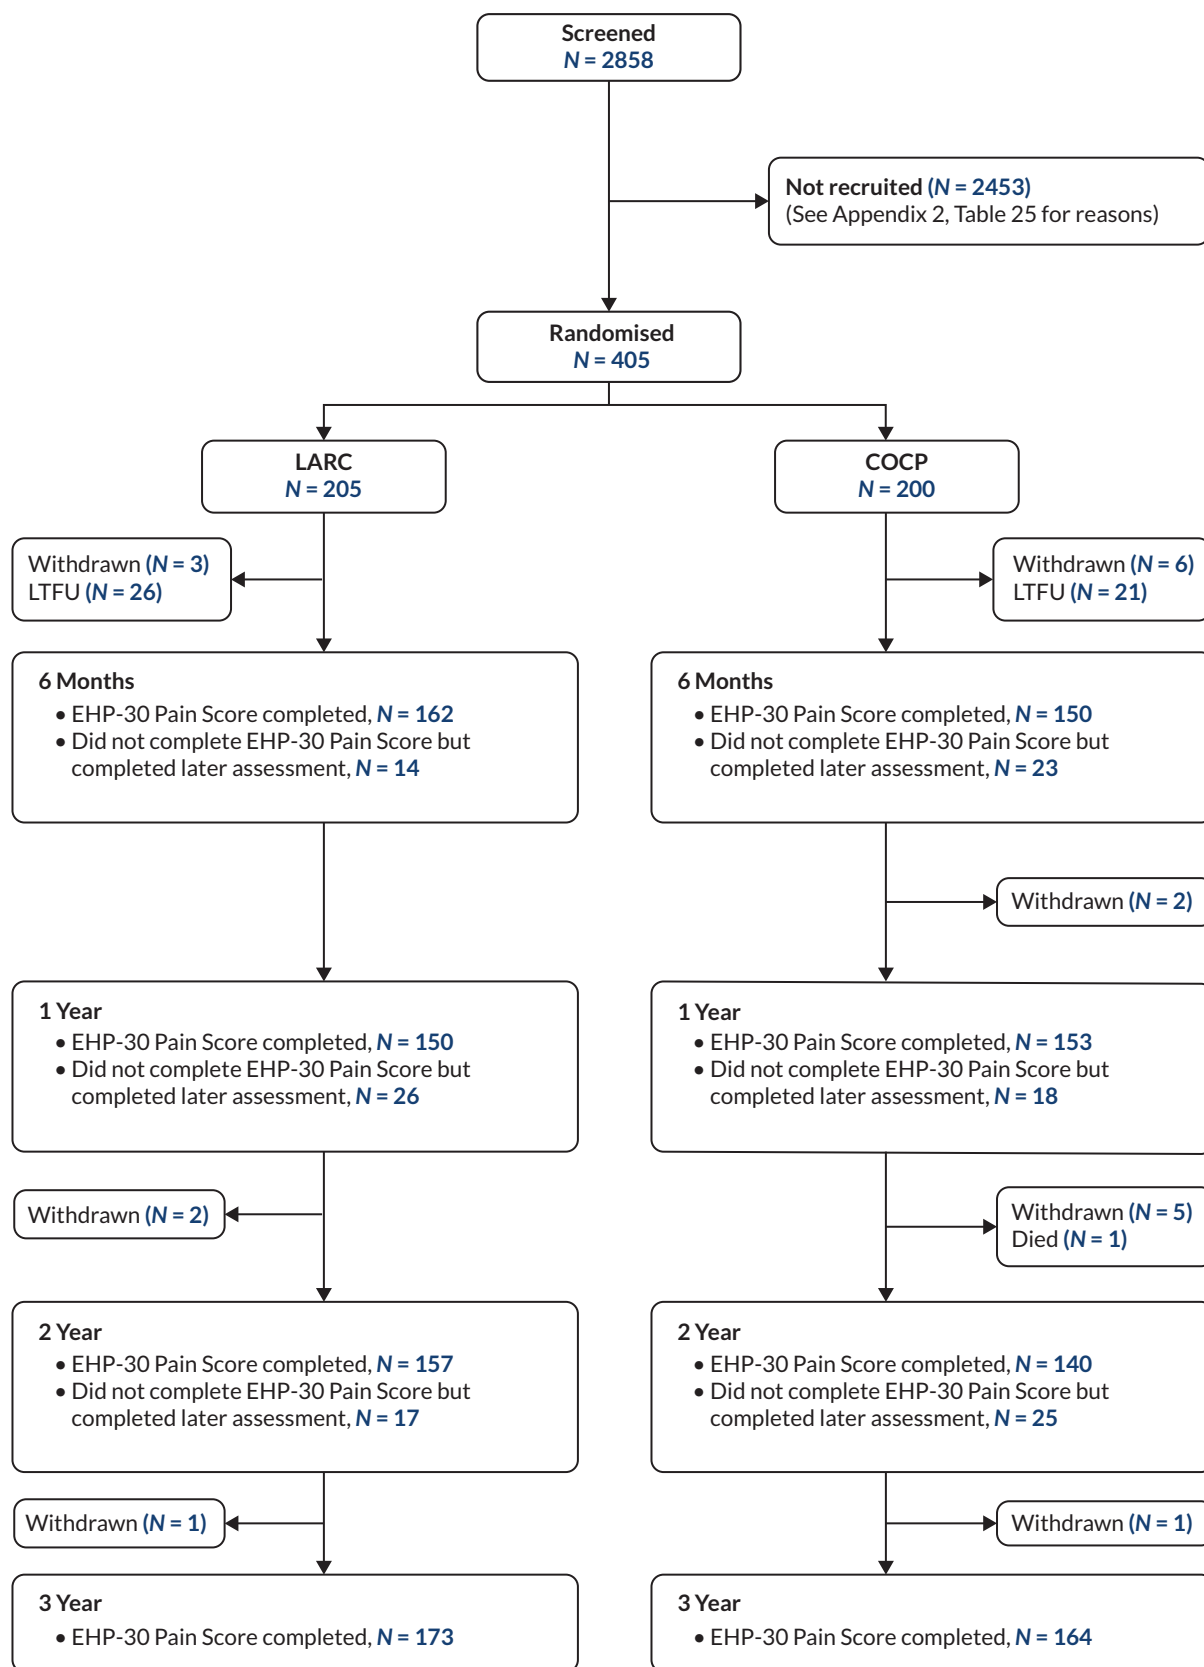 Screened
N = 2858
Not recruited (N = 2453)
(See Appendix 2, Table 25 for reasons)
Randomised
N = 405
LARC
N = 205
COCP
N = 200
Withdrawn (N = 3)
LTFU (N = 26)
Withdrawn (N = 6)
LTFU (N = 21)
6 Months
• EHP-30 Pain Score completed, N = 162
• Did not complete EHP-30 Pain Score but
completed later assessment, N = 14
6 Months
• EHP-30 Pain Score completed, N = 150
• Did not complete EHP-30 Pain Score but
completed later assessment, N = 23
Withdrawn (N = 2)
1 Year
• EHP-30 Pain Score completed, N = 150
• Did not complete EHP-30 Pain Score but
completed later assessment, N = 26
1 Year
• EHP-30 Pain Score completed, N = 153
• Did not complete EHP-30 Pain Score but
completed later assessment, N = 18
Withdrawn (N = 2)
Withdrawn (N = 5)
Died (N = 1)
2 Year
• EHP-30 Pain Score completed, N = 157
• Did not complete EHP-30 Pain Score but
completed later assessment, N = 17
2 Year
• EHP-30 Pain Score completed, N = 140
• Did not complete EHP-30 Pain Score but
completed later assessment, N = 25
Withdrawn (N = 1)
Withdrawn (N = 1)
3 Year
• EHP-30 Pain Score completed, N = 173
3 Year
• EHP-30 Pain Score completed, N = 164